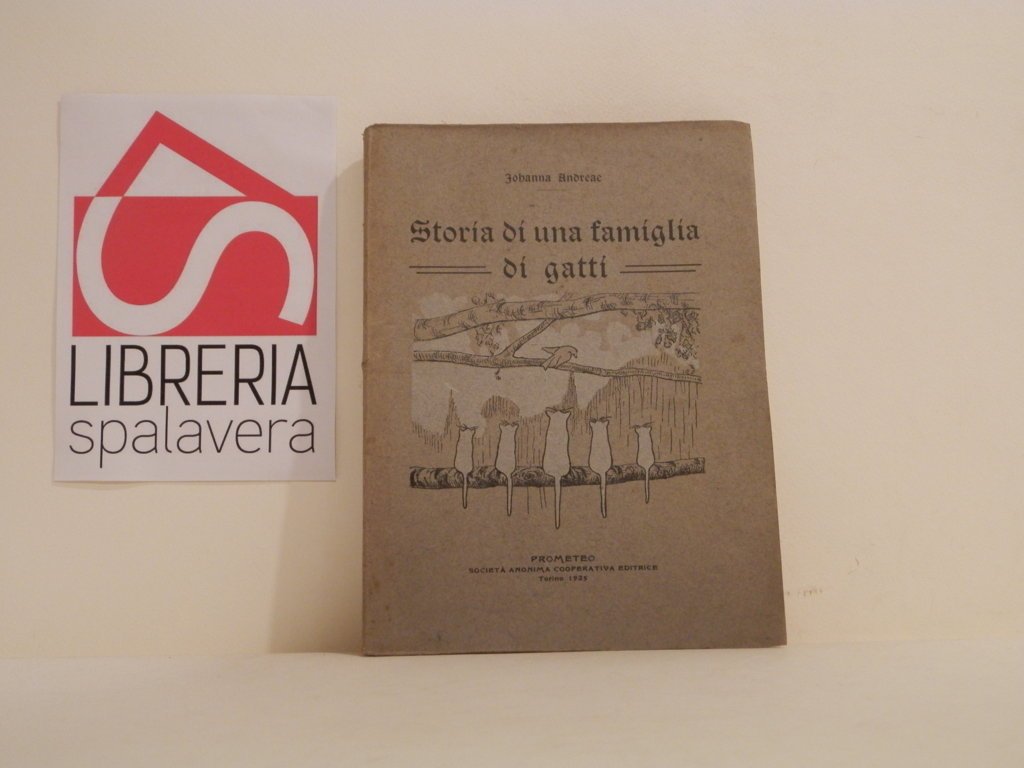 LIBRERIA
spalavera
Johanna Andreae
Storia di una famiglia
di gatti
PROMETEO
SOCIETÀ ANONIMA COOPERATIVA EDITRICE
Torino 1925